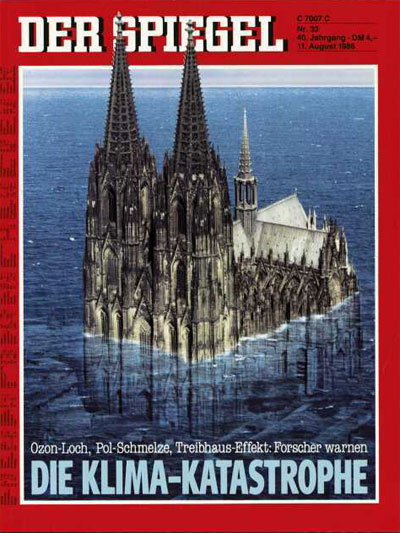 DER SPIEGEL
C 7007 C
Nr. 33
40. Jahrgang · DM 4,–
11. August 1986
Ozon-Loch, Pol-Schmelze, Treibhaus-Effekt: Forscher warnen
DIE KLIMA-KATASTROPHE